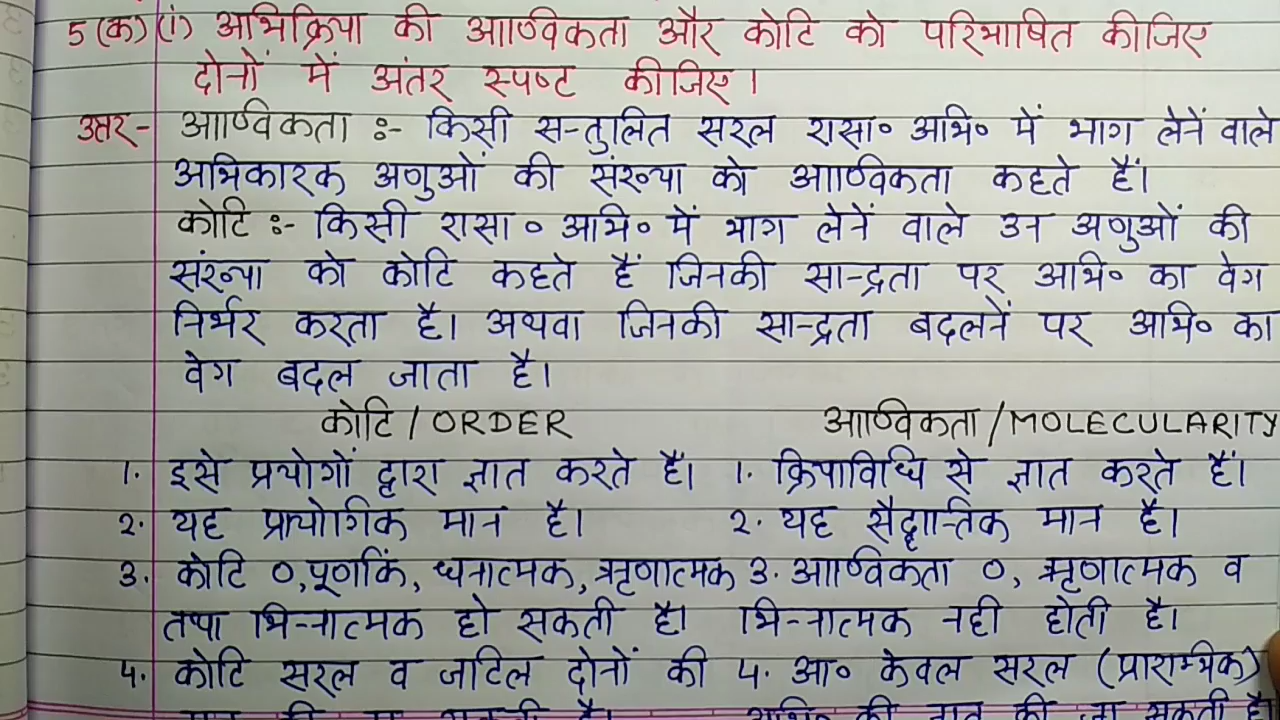 5 (क) (i) अभिक्रिया की आण्विकता और कोटि को परिभाषित कीजिए
दोनों में अंतर स्पष्ट कीजिए।
उत्तर- आण्विकता :- किसी सन्तुलित सरल रासा० अभि० में भाग लेनें वाले
अभिकारक अणुओं की संख्या को आण्विकता कहते हैं।
कोटि :- किसी रासा० अभि० में भाग लेनें वाले उन अणुओं की
संख्या को कोटि कहते हैं जिनकी सान्द्रता पर अभि० का वेग
निर्भर करता है। अथवा जिनकी सान्द्रता बदलनें पर अभि० का
वेग बदल जाता है।
कोटि / ORDER आण्विकता / MOLECULARITY
1. इसे प्रयोगों द्वारा ज्ञात करते हैं। 1. क्रियाविधि से ज्ञात करते हैं।
२. यह प्रायोगिक मान है। २. यह सैद्धान्तिक मान है।
3. कोटि 0, पूर्णांक, धनात्मक, ऋणात्मक 3. आण्विकता 0, ऋणात्मक व
तथा भिन्नात्मक हो सकती है। भिन्नात्मक नही होती है।
4. कोटि सरल व जटिल दोनों की 4. आ० केवल सरल (प्रारम्भिक)